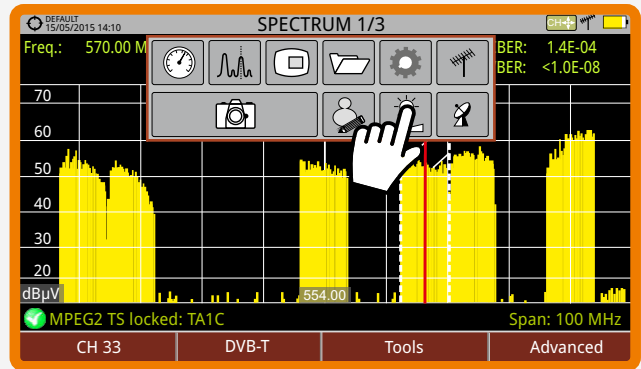 DEFAULT
15/05/2015 14:10
SPECTRUM 1/3
CH
Freq.: 570.00 M
BER: 1.4E-04
BER: <1.0E-08
70
60
50
40
30
20
dBμV
554.00
MPEG2 TS locked: TA1C
Span: 100 MHz
CH 33
DVB-T
Tools
Advanced